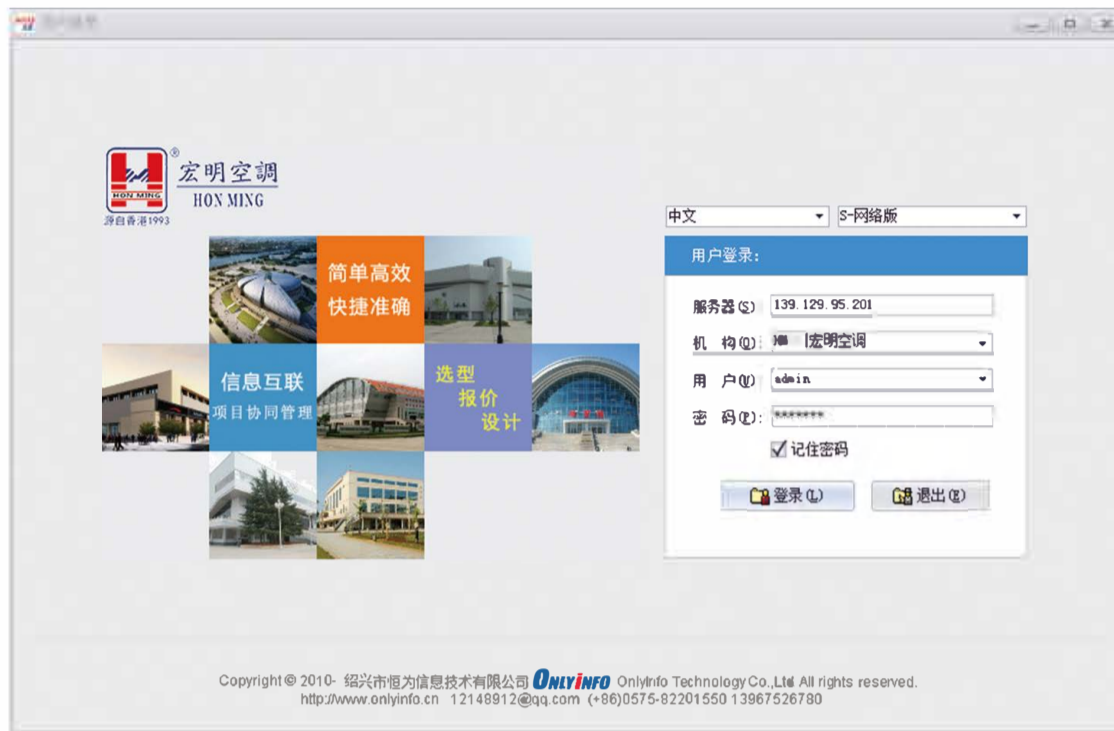 宏明空調
HON MING
HON MING
源自香港1993
中文
S-网络版
简单高效
快捷准确
用户登录:
服务器(S)
139.129.95.201
机 构(O):
|宏明空调
信息互联
项目协同管理
选型
报价
设计
用 户(U)
admin
密 码(P):
*******
记住密码
登录(L)
退出(E)
Copyright © 2010- 绍兴市恒为信息技术有限公司 ONLYINFO OnlyInfo Technology Co.,Ltd All rights reserved.
http://www.onlyinfo.cn 12148912@qq.com (+86)0575-82201550 13967526780